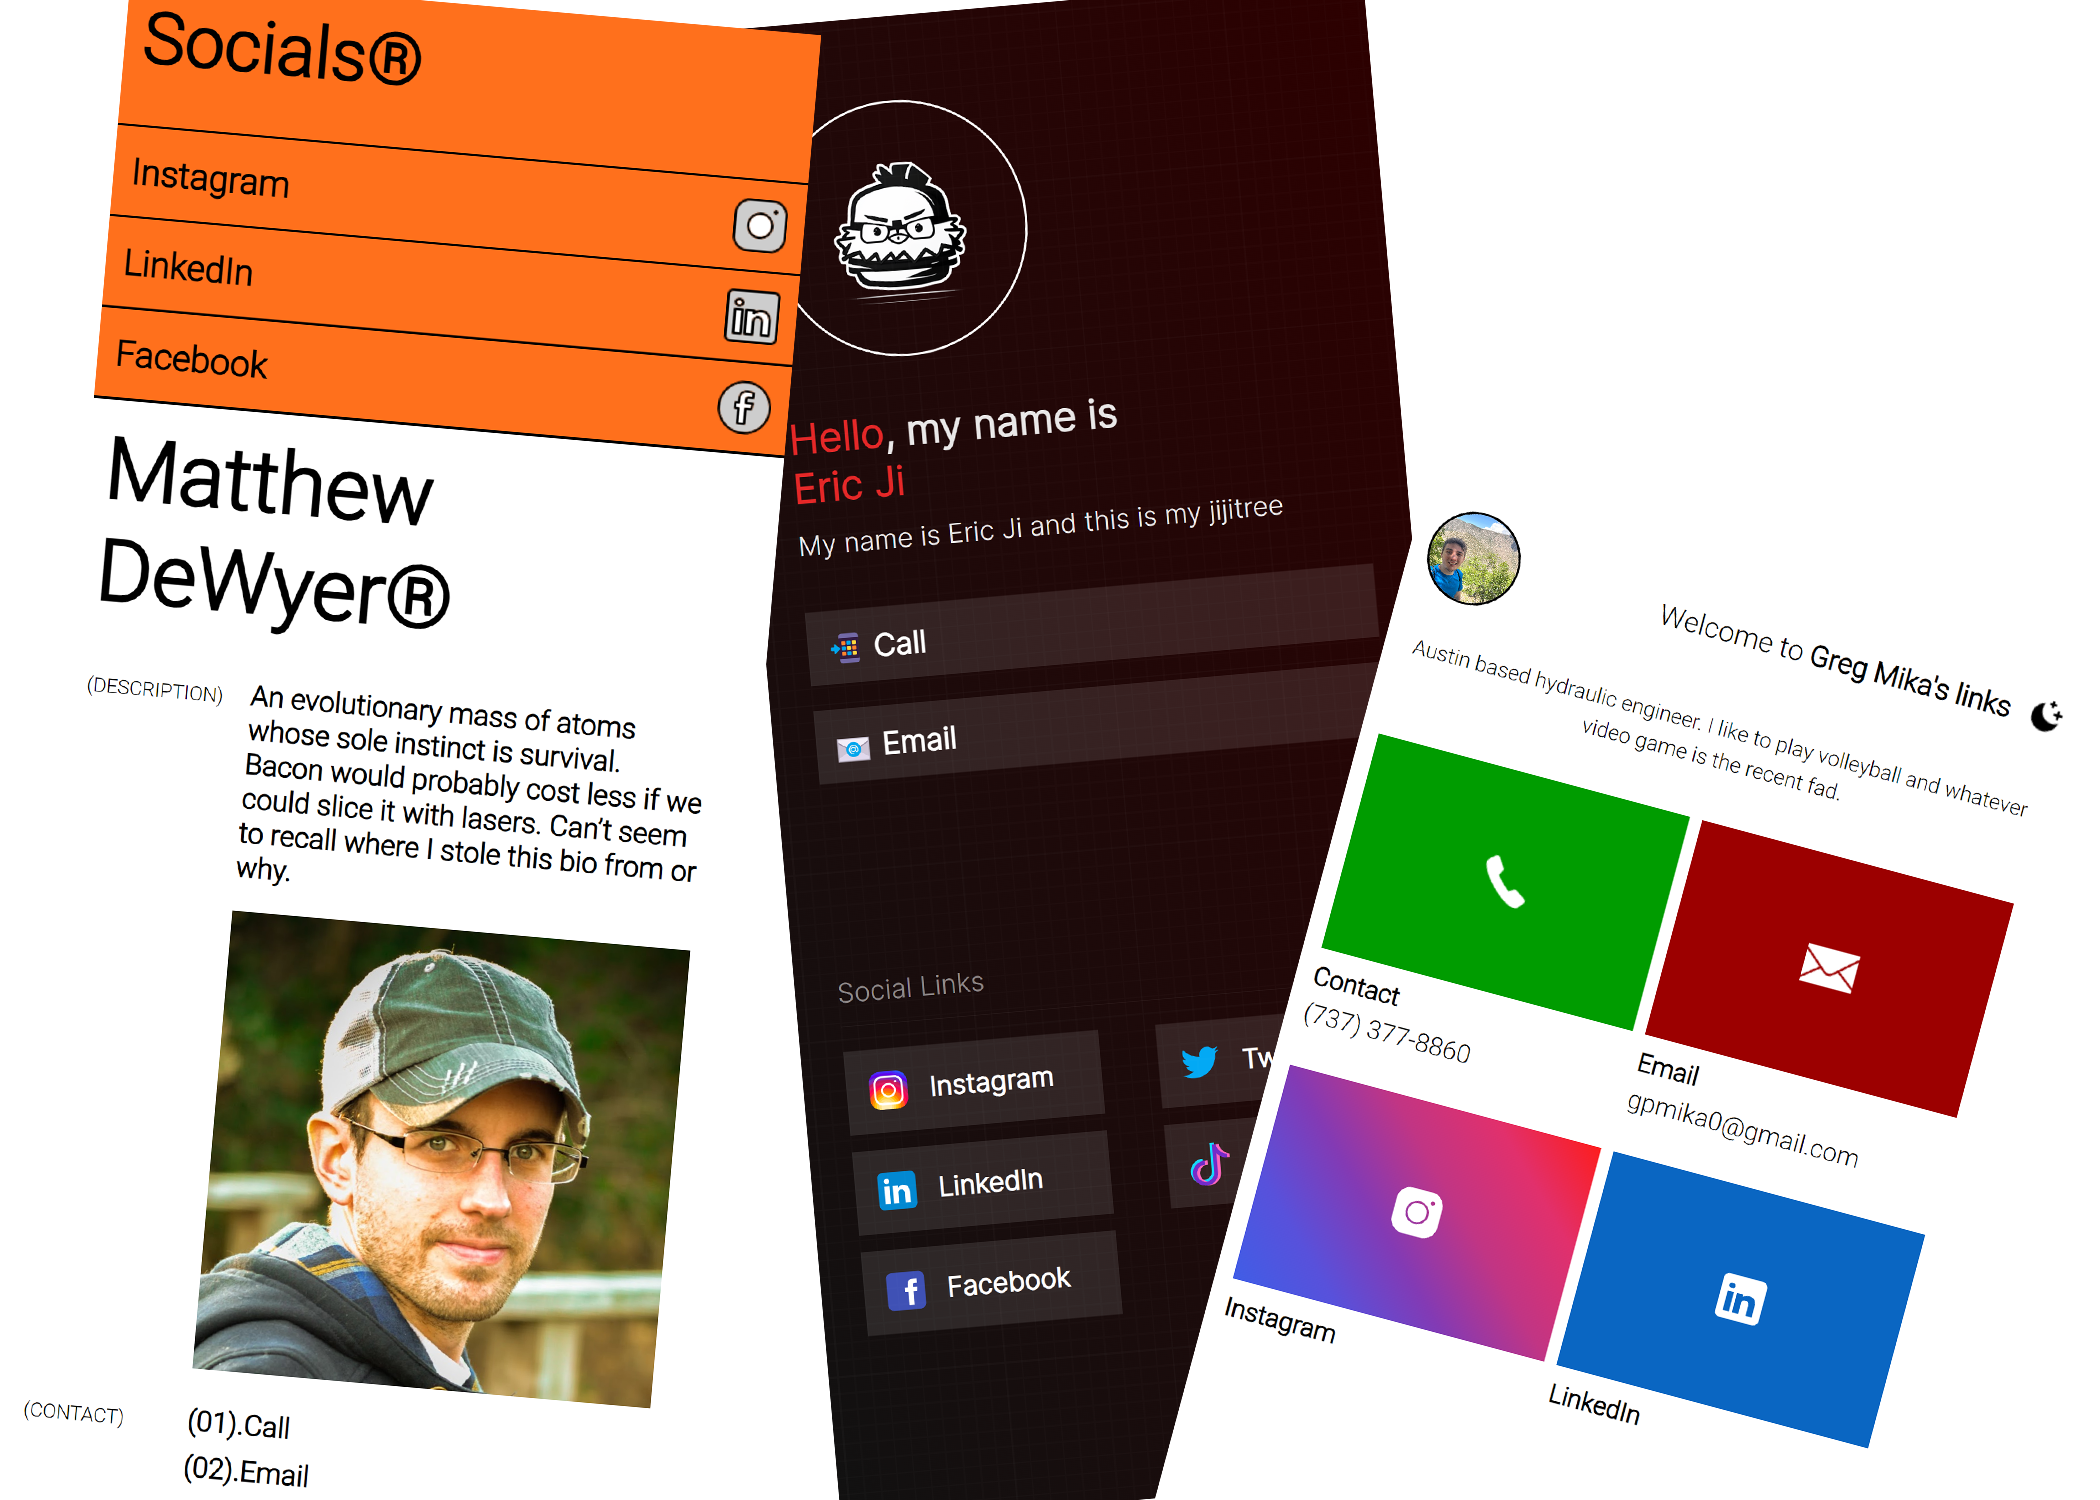 Socials®
Instagram
LinkedIn
Facebook
Matthew
DeWyer®
(DESCRIPTION)
An evolutionary mass of atoms
whose sole instinct is survival.
Bacon would probably cost less if we
could slice it with lasers. Can't seem
to recall where I stole this bio from or
why.
(CONTACT)
(01).Call
(02).Email
Hello, my name is
Eric Ji
My name is Eric Ji and this is my jijitree
Call
Email
Social Links
Instagram
Tw
LinkedIn
Facebook
Welcome to Greg Mika's links
Austin based hydraulic engineer. I like to play volleyball and whatever
video game is the recent fad.
Contact
(737) 377-8860
Email
gpmika0@gmail.com
Instagram
LinkedIn